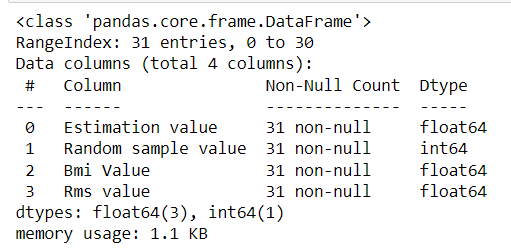 <class 'pandas.core.frame.DataFrame'>
RangeIndex: 31 entries, 0 to 30
Data columns (total 4 columns):
 #   Column               Non-Null Count  Dtype
---  ------               --------------  -----
 0   Estimation value     31 non-null     float64
 1   Random sample value  31 non-null     int64
 2   Bmi Value            31 non-null     float64
 3   Rms value            31 non-null     float64
dtypes: float64(3), int64(1)
memory usage: 1.1 KB